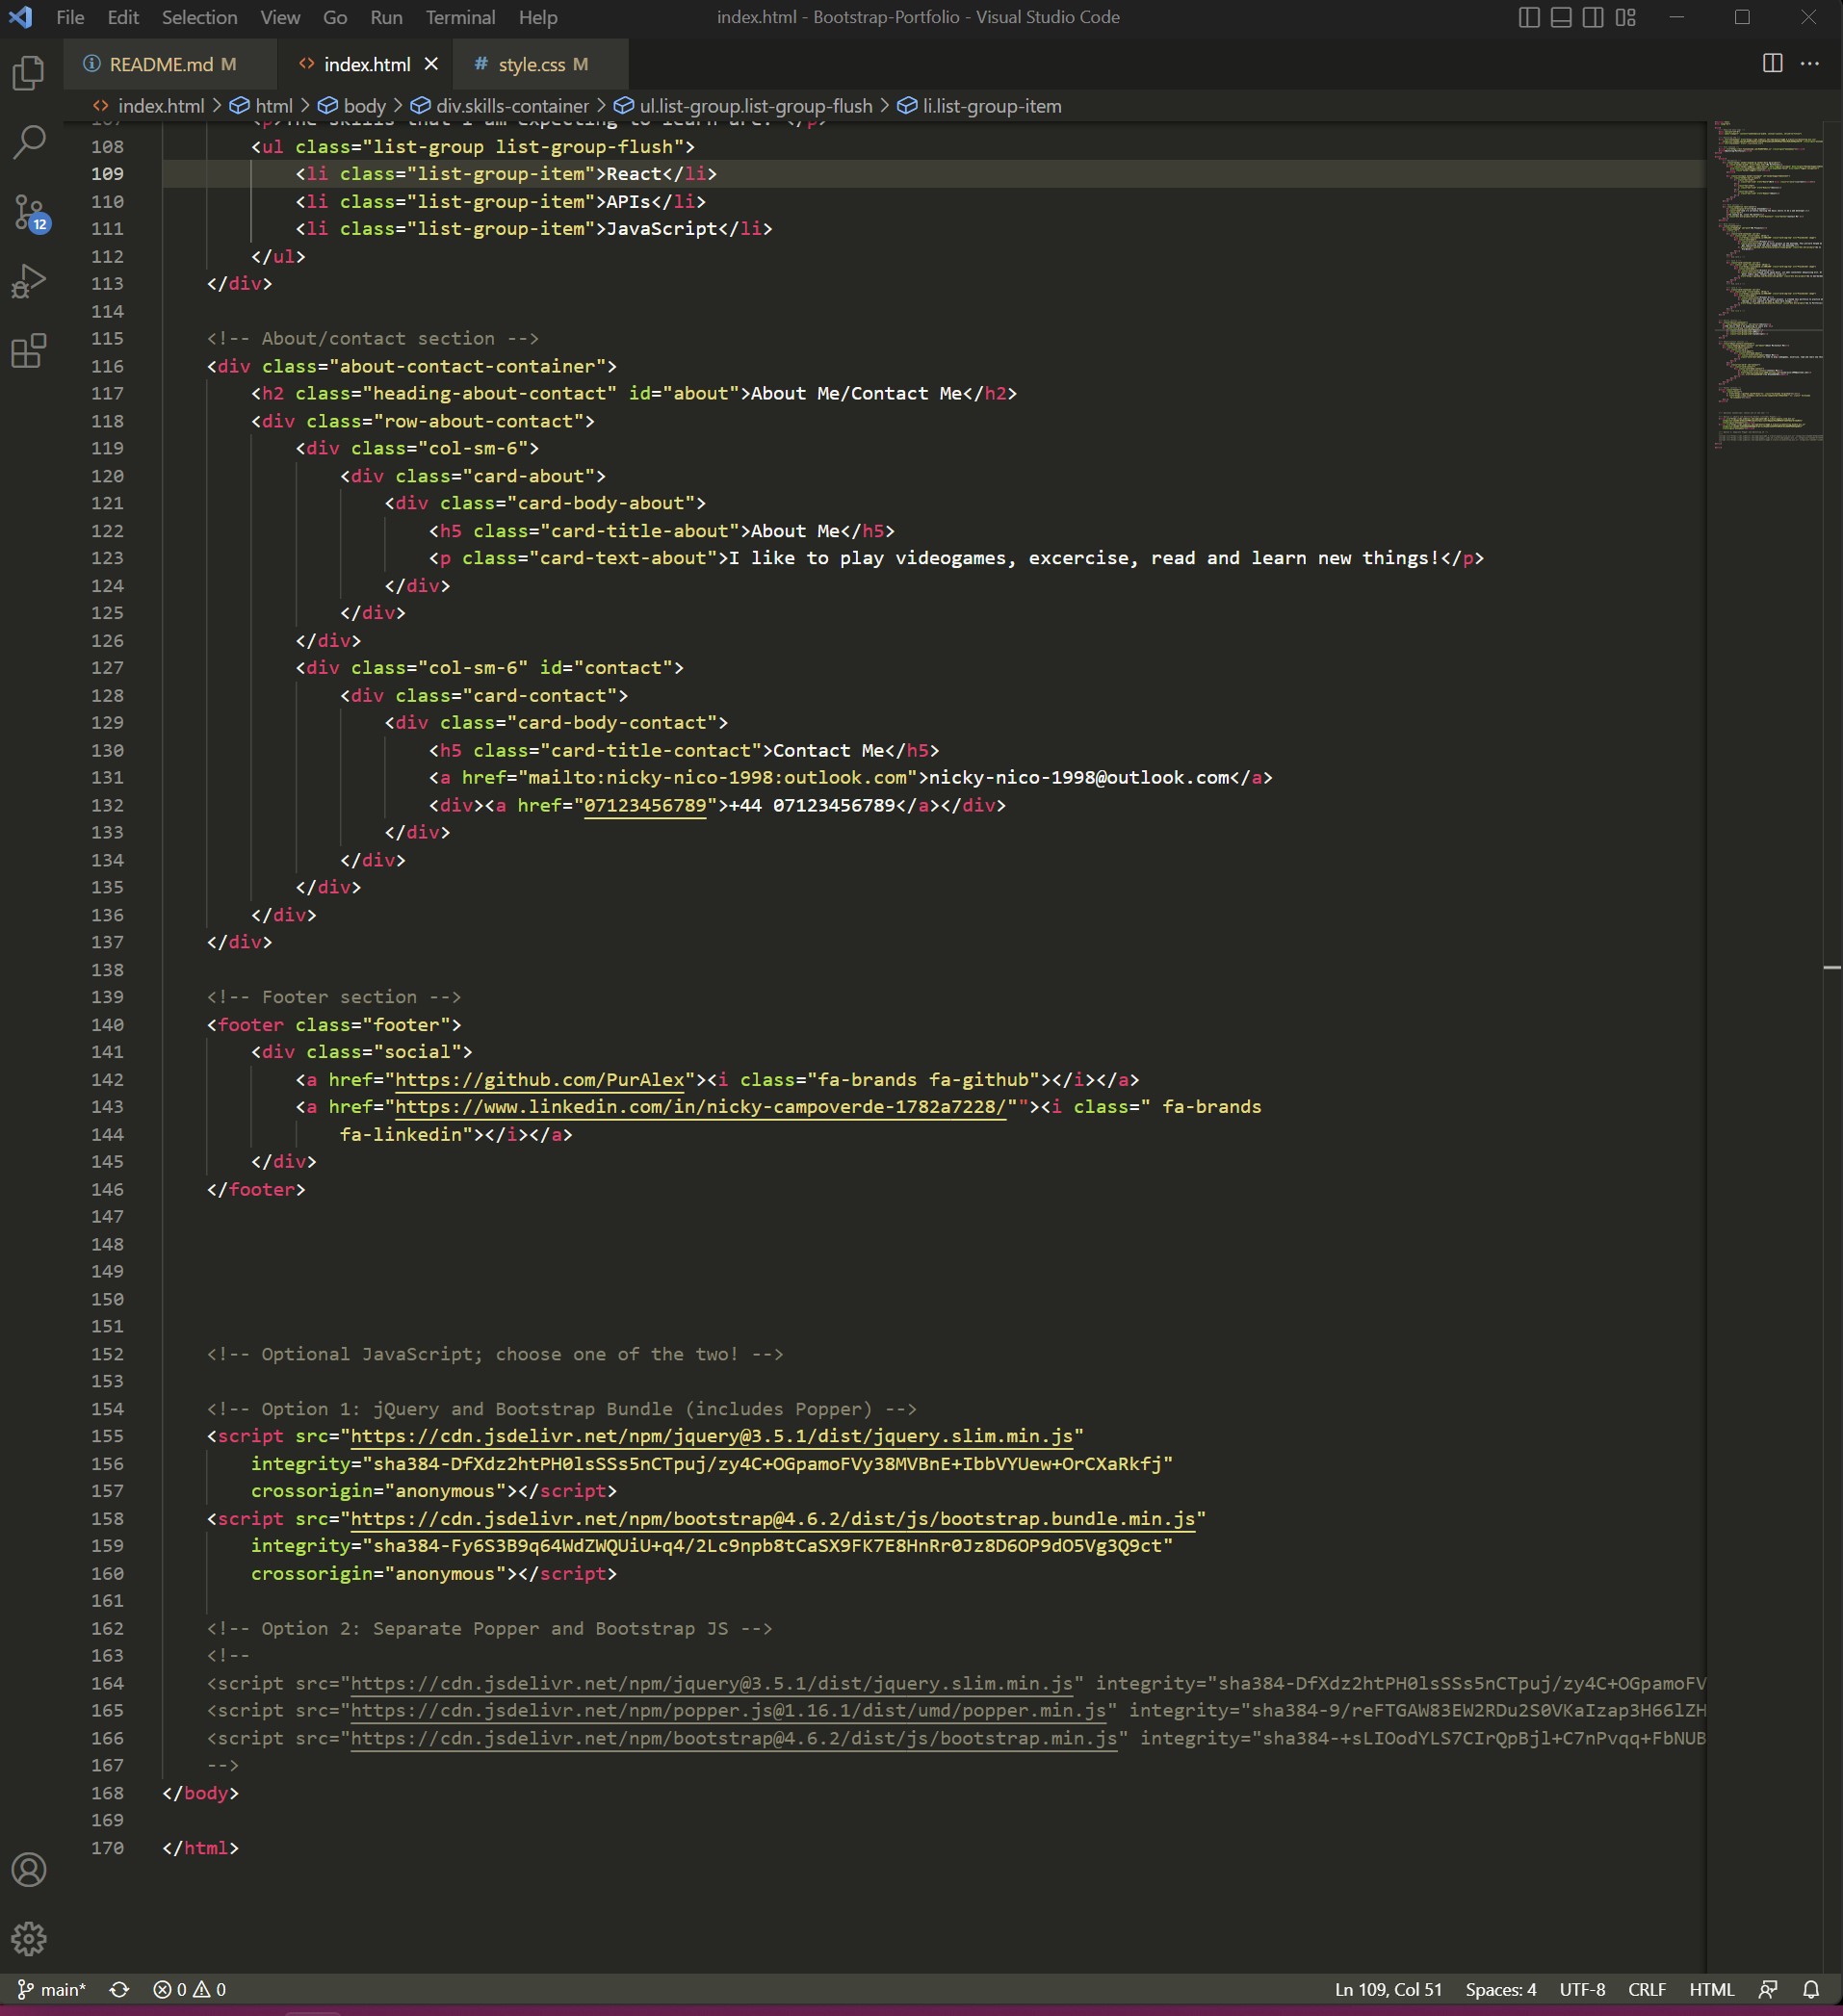 File Edit Selection View Go Run Terminal Help index.html - Bootstrap-Portfolio - Visual Studio Code
README.md M index.html style.css M
index.html > html > body > div.skills-container > ul.list-group.list-group-flush > li.list-group-item
107 <p>The skills that i am expecting to learn are: </p>
108 <ul class="list-group list-group-flush">
109 <li class="list-group-item">React</li>
110 <li class="list-group-item">APIs</li>
111 <li class="list-group-item">JavaScript</li>
112 </ul>
113 </div>
114
115 <!-- About/contact section -->
116 <div class="about-contact-container">
117 <h2 class="heading-about-contact" id="about">About Me/Contact Me</h2>
118 <div class="row-about-contact">
119 <div class="col-sm-6">
120 <div class="card-about">
121 <div class="card-body-about">
122 <h5 class="card-title-about">About Me</h5>
123 <p class="card-text-about">I like to play videogames, excercise, read and learn new things!</p>
124 </div>
125 </div>
126 </div>
127 <div class="col-sm-6" id="contact">
128 <div class="card-contact">
129 <div class="card-body-contact">
130 <h5 class="card-title-contact">Contact Me</h5>
131 <a href="mailto:nicky-nico-1998:outlook.com">nicky-nico-1998@outlook.com</a>
132 <div><a href="07123456789">+44 07123456789</a></div>
133 </div>
134 </div>
135 </div>
136 </div>
137 </div>
138
139 <!-- Footer section -->
140 <footer class="footer">
141 <div class="social">
142 <a href="https://github.com/PurAlex"><i class="fa-brands fa-github"></i></a>
143 <a href="https://www.linkedin.com/in/nicky-campoverde-1782a7228/""><i class=" fa-brands
144 fa-linkedin"></i></a>
145 </div>
146 </footer>
147
148
149
150
151
152 <!-- Optional JavaScript; choose one of the two! -->
153
154 <!-- Option 1: jQuery and Bootstrap Bundle (includes Popper) -->
155 <script src="https://cdn.jsdelivr.net/npm/jquery@3.5.1/dist/jquery.slim.min.js"
156 integrity="sha384-DfXdz2htPH0lsSSs5nCTpuj/zy4C+OGpamoFVy38MVBnE+IbbVYUew+OrCXaRkfj"
157 crossorigin="anonymous"></script>
158 <script src="https://cdn.jsdelivr.net/npm/bootstrap@4.6.2/dist/js/bootstrap.bundle.min.js"
159 integrity="sha384-Fy6S3B9q64WdZWQUiU+q4/2Lc9npb8tCaSX9FK7E8HnRr0Jz8D6OP9dO5Vg3Q9ct"
160 crossorigin="anonymous"></script>
161
162 <!-- Option 2: Separate Popper and Bootstrap JS -->
163 <!--
164 <script src="https://cdn.jsdelivr.net/npm/jquery@3.5.1/dist/jquery.slim.min.js" integrity="sha384-DfXdz2htPH0lsSSs5nCTpuj/zy4C+OGpamoFV
165 <script src="https://cdn.jsdelivr.net/npm/popper.js@1.16.1/dist/umd/popper.min.js" integrity="sha384-9/reFTGAW83EW2RDu2S0VKaIzap3H66lZH
166 <script src="https://cdn.jsdelivr.net/npm/bootstrap@4.6.2/dist/js/bootstrap.min.js" integrity="sha384-+sLIOodYLS7CIrQpBjl+C7nPvqq+FbNUB
167 -->
168 </body>
169
170 </html>
12
main* 0 0 Ln 109, Col 51 Spaces: 4 UTF-8 CRLF HTML